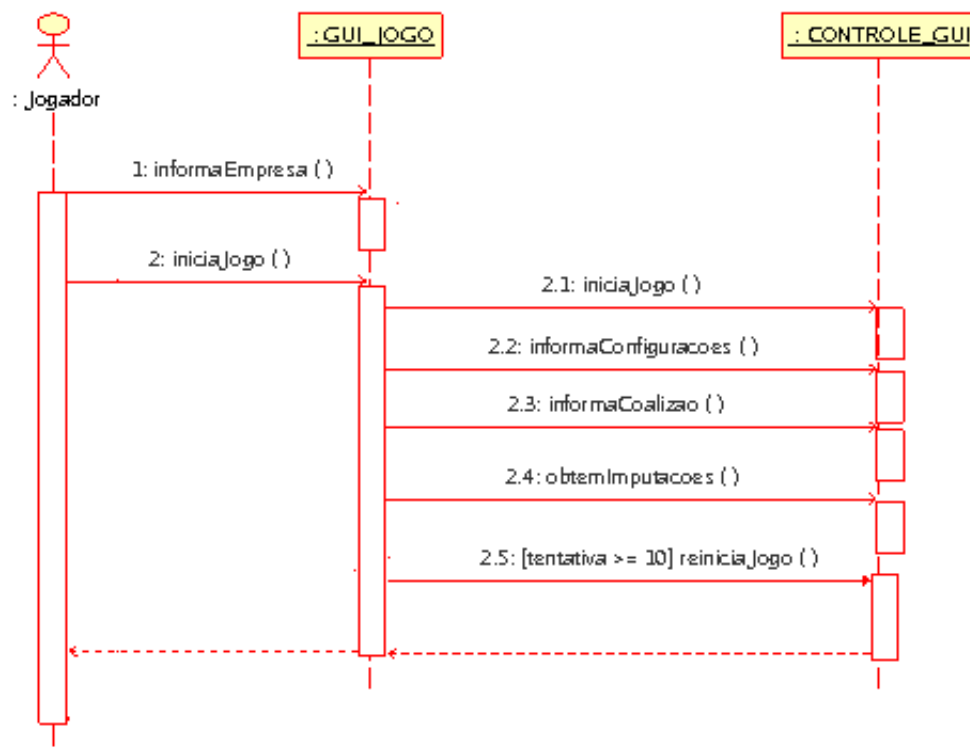 : GUI_JOGO
: CONTROLE_GUI
: Jogador
1: informaEmpresa ( )
2: iniciaJogo ( )
2.1: iniciaJogo ( )
2.2: informaConfiguracoes ( )
2.3: informaCoalizao ( )
2.4: obtemImputacoes ( )
2.5: [tentativa >= 10] reiniciaJogo ( )